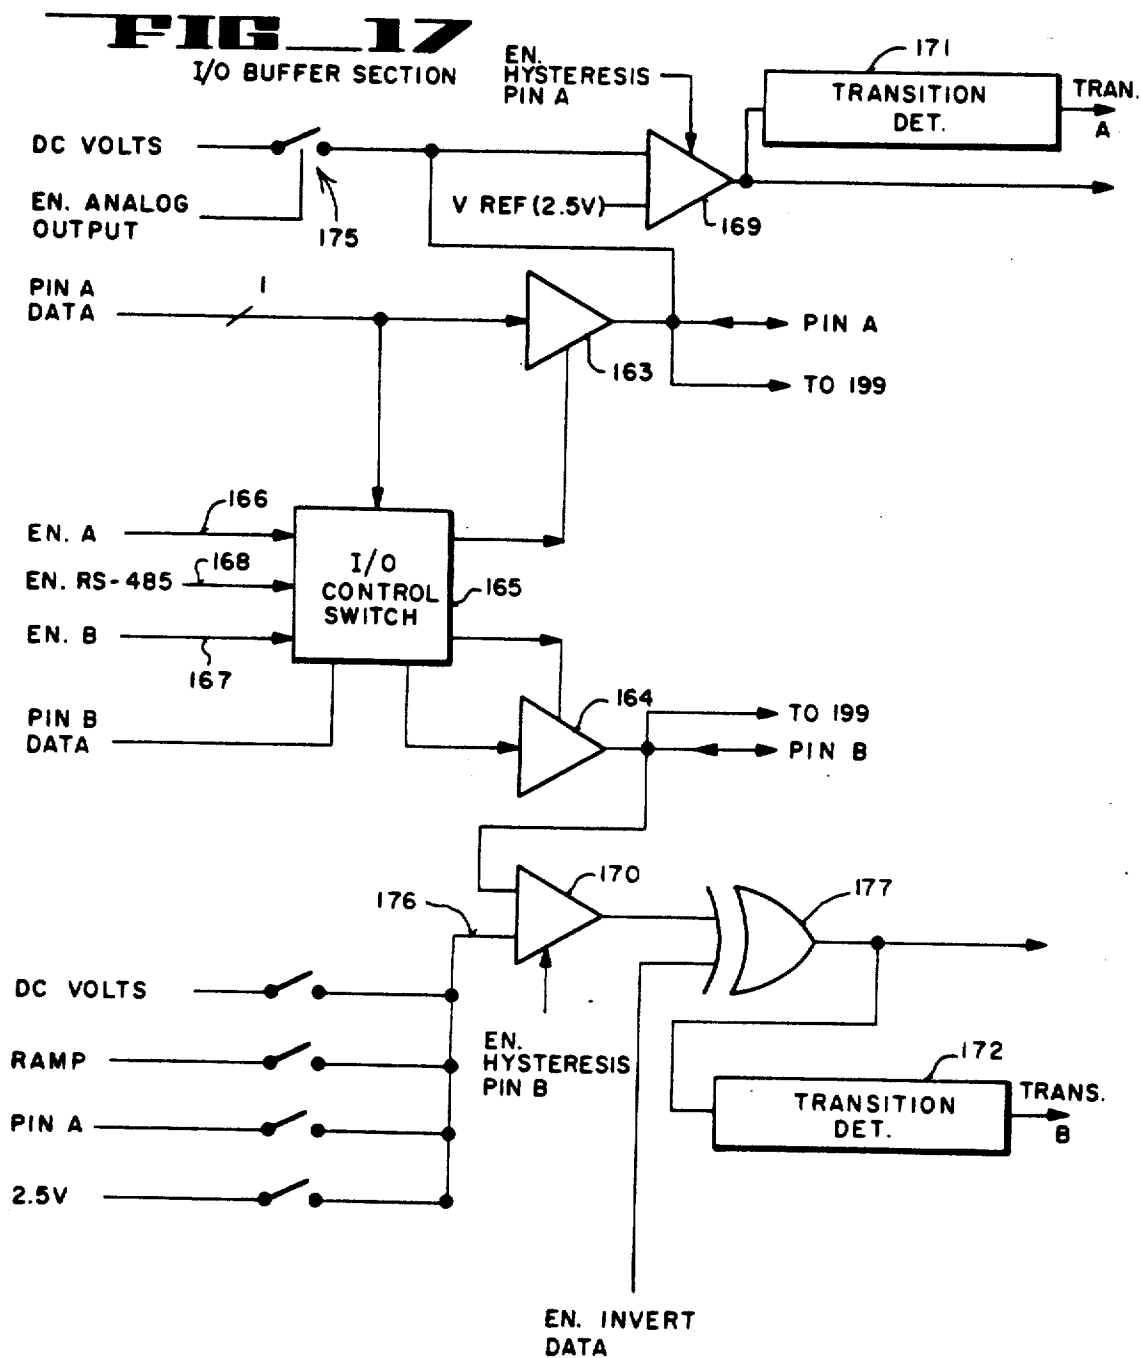 FIG_17
I/O BUFFER SECTION
EN.
HYSTERESIS
PIN A
171
TRANSITION
DET.
TRAN.
A
DC VOLTS
EN. ANALOG
OUTPUT
175
V REF (2.5V)
169
PIN A
DATA
1
163
PIN A
TO 199
EN. A
166
EN. RS-485
168
EN. B
167
I/O
CONTROL
SWITCH
165
PIN B
DATA
164
TO 199
PIN B
170
176
177
DC VOLTS
RAMP
PIN A
2.5V
EN.
HYSTERESIS
PIN B
172
TRANSITION
DET.
TRANS.
B
EN. INVERT
DATA